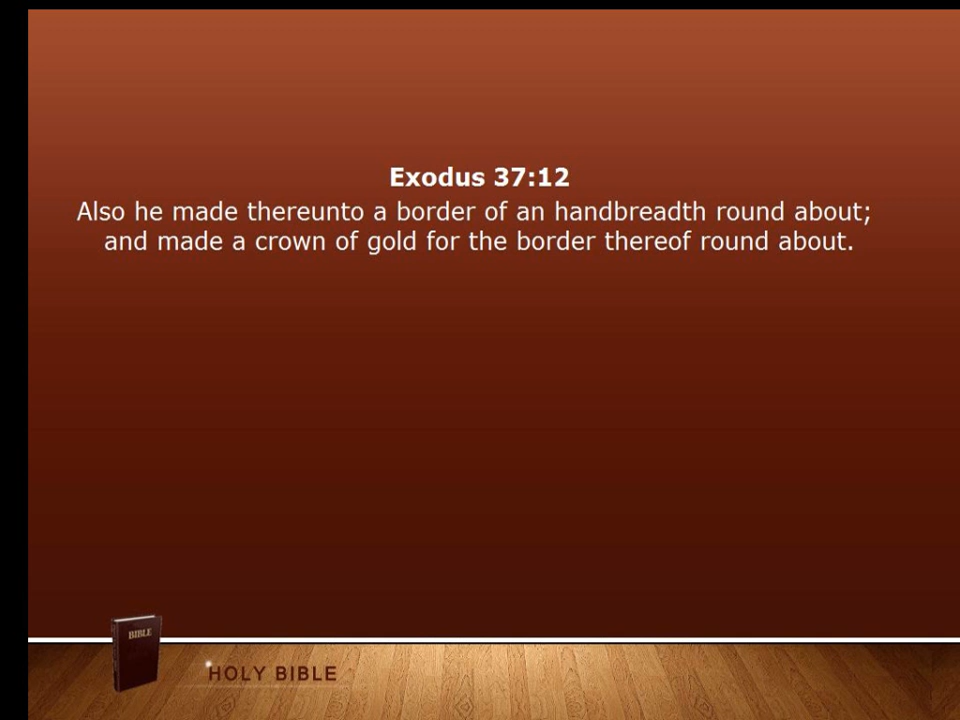 Exodus 37:12
Also he made thereunto a border of an handbreadth round about;
and made a crown of gold for the border thereof round about.
BIBLE
HOLY BIBLE